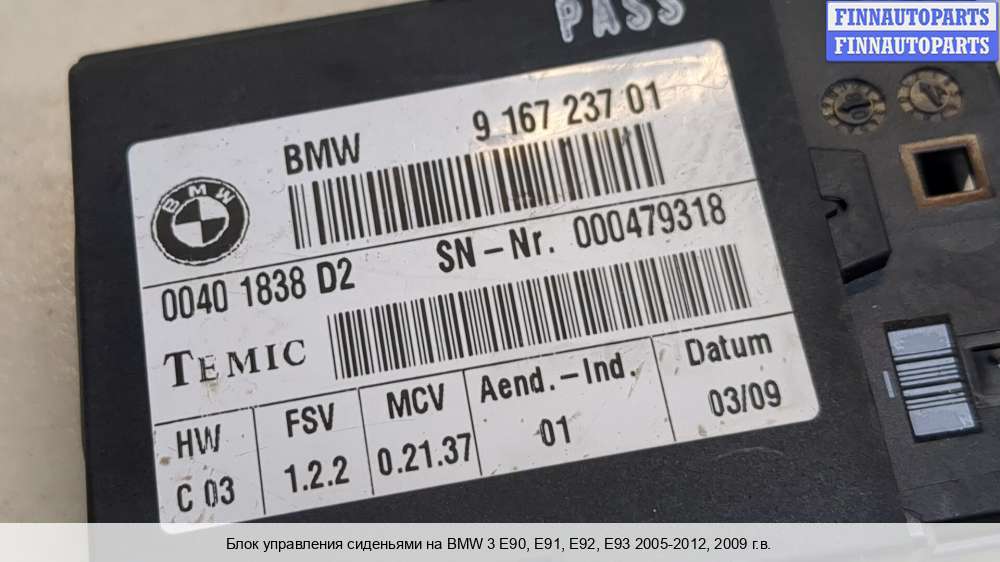 PASS
FINNAUTOPARTS
FINNAUTOPARTS
BMW 9 167 237 01
BMW
0040 1838 D2 SN-Nr. 000479318
TEMIC
HW FSV MCV Aend.-Ind. Datum
C 03 1.2.2 0.21.37 01 03/09
Блок управления сиденьями на BMW 3 E90, E91, E92, E93 2005-2012, 2009 г.в.